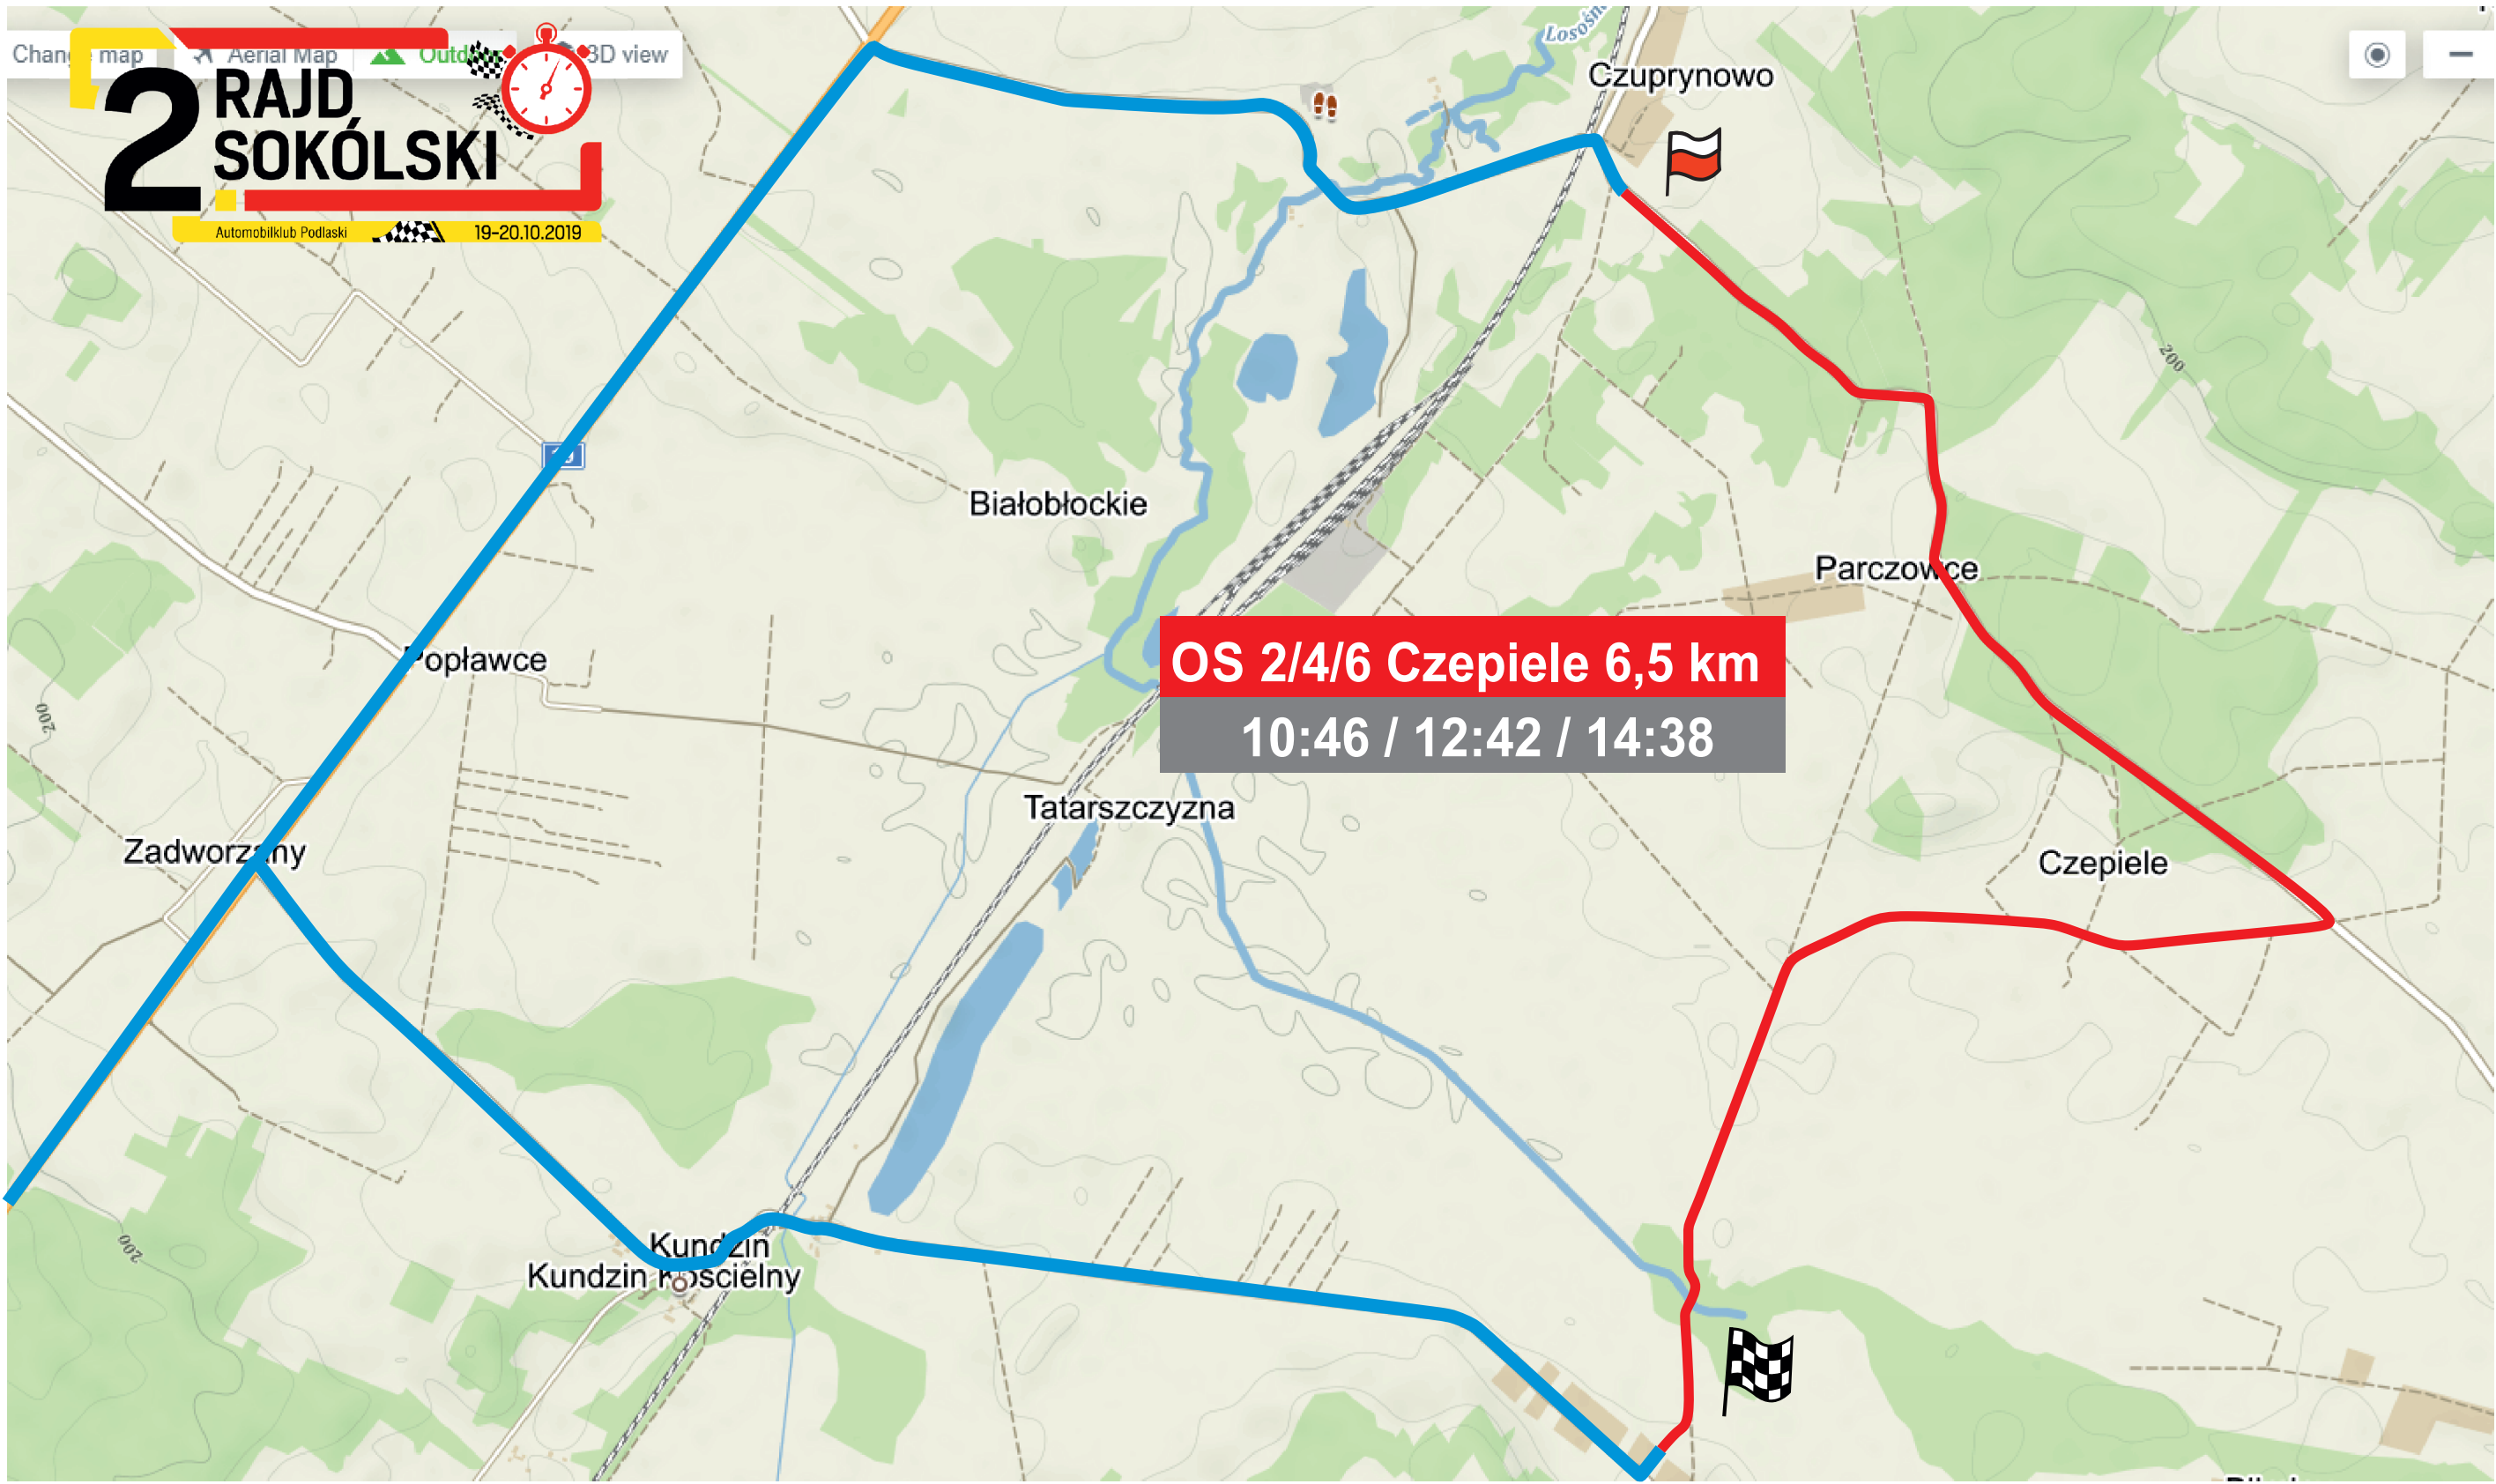 Change map
Aerial Map
3D view
2 RAJD
SOKÓLSKI
Automobilklub Podlaski
19-20.10.2019
Czuprynowo
200
19
Białobłockie
Parczowce
Popławce
OS 2/4/6 Czepiele 6,5 km
10:46 / 12:42 / 14:38
200
Tatarszczyzna
Zadworzany
Czepiele
200
Kundzin
Kundzin Kościelny